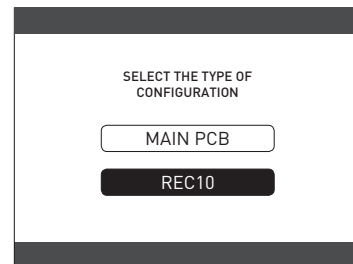 SELECT THE TYPE OF
CONFIGURATION
MAIN PCB
REC10